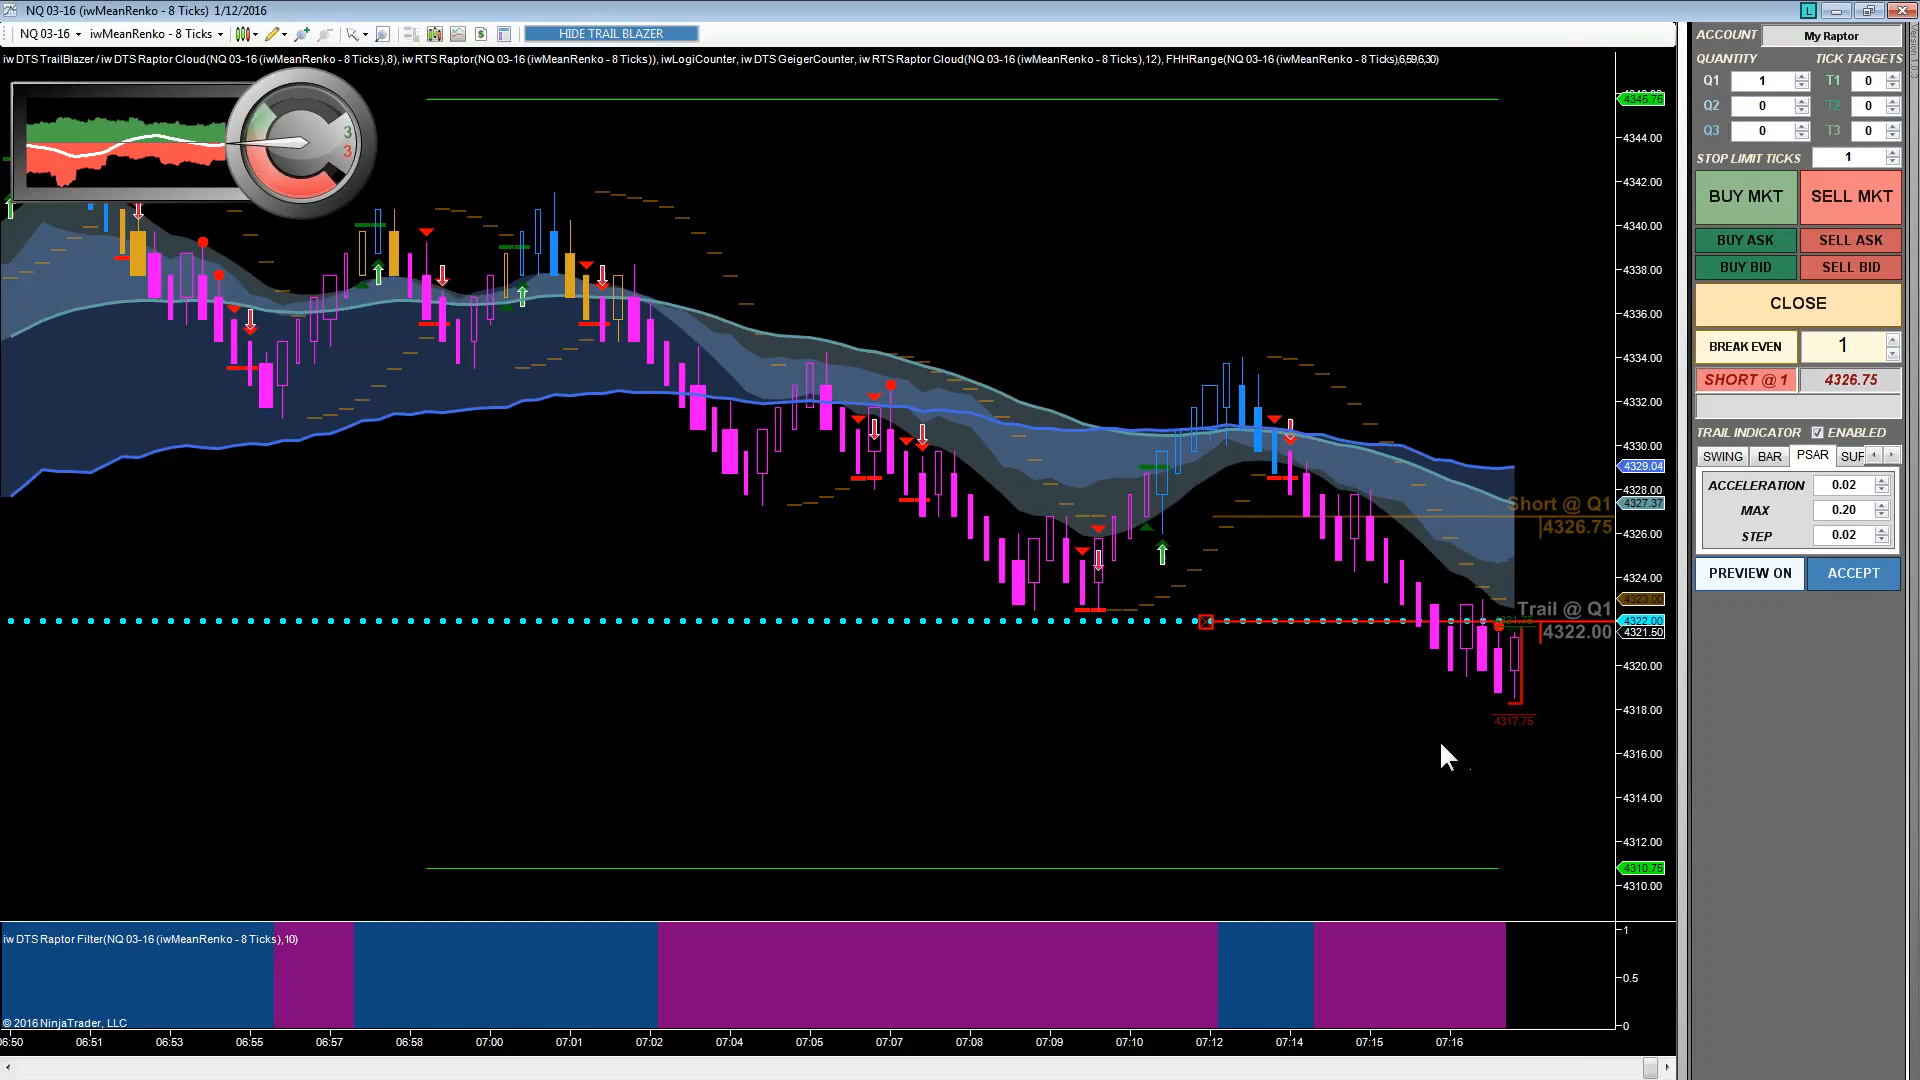 NQ 03-16 (iwMeanRenko - 8 Ticks) 1/12/2016
L
NQ 03-16
iwMeanRenko - 8 Ticks
HIDE TRAIL BLAZER
iw DTS TrailBlazer / iw DTS Raptor Cloud(NQ 03-16 (iwMeanRenko - 8 Ticks),8), iw RTS Raptor(NQ 03-16 (iwMeanRenko - 8 Ticks)), iwLogiCounter, iw DTS GeigerCounter, iw RTS Raptor Cloud(NQ 03-16 (iwMeanRenko - 8 Ticks),12), FHHRange(NQ 03-16 (iwMeanRenko - 8 Ticks),6,59,6,30)
3
3
4345.75
4344.00
4342.00
4340.00
4338.00
4336.00
4334.00
4332.00
4330.00
4329.04
4328.00
4327.37
4326.00
4324.00
4323.00
4322.00
4321.50
4320.00
4318.00
4316.00
4314.00
4312.00
4310.75
4310.00
Short @ Q1
4326.75
Trail @ Q1
4322.00
4317.75
iw DTS Raptor Filter(NQ 03-16 (iwMeanRenko - 8 Ticks),10)
1
0.5
0
© 2016 NinjaTrader, LLC
06:50 06:51 06:53 06:55 06:57 06:58 07:00 07:01 07:02 07:04 07:05 07:07 07:08 07:09 07:10 07:12 07:14 07:15 07:16
Version 1.0.3
ACCOUNT My Raptor
QUANTITY TICK TARGETS
Q1 1 T1 0
Q2 0 T2 0
Q3 0 T3 0
STOP LIMIT TICKS 1
BUY MKT SELL MKT
BUY ASK SELL ASK
BUY BID SELL BID
CLOSE
BREAK EVEN 1
SHORT @ 1 4326.75
TRAIL INDICATOR ENABLED
SWING BAR PSAR SUF
ACCELERATION 0.02
MAX 0.20
STEP 0.02
PREVIEW ON ACCEPT